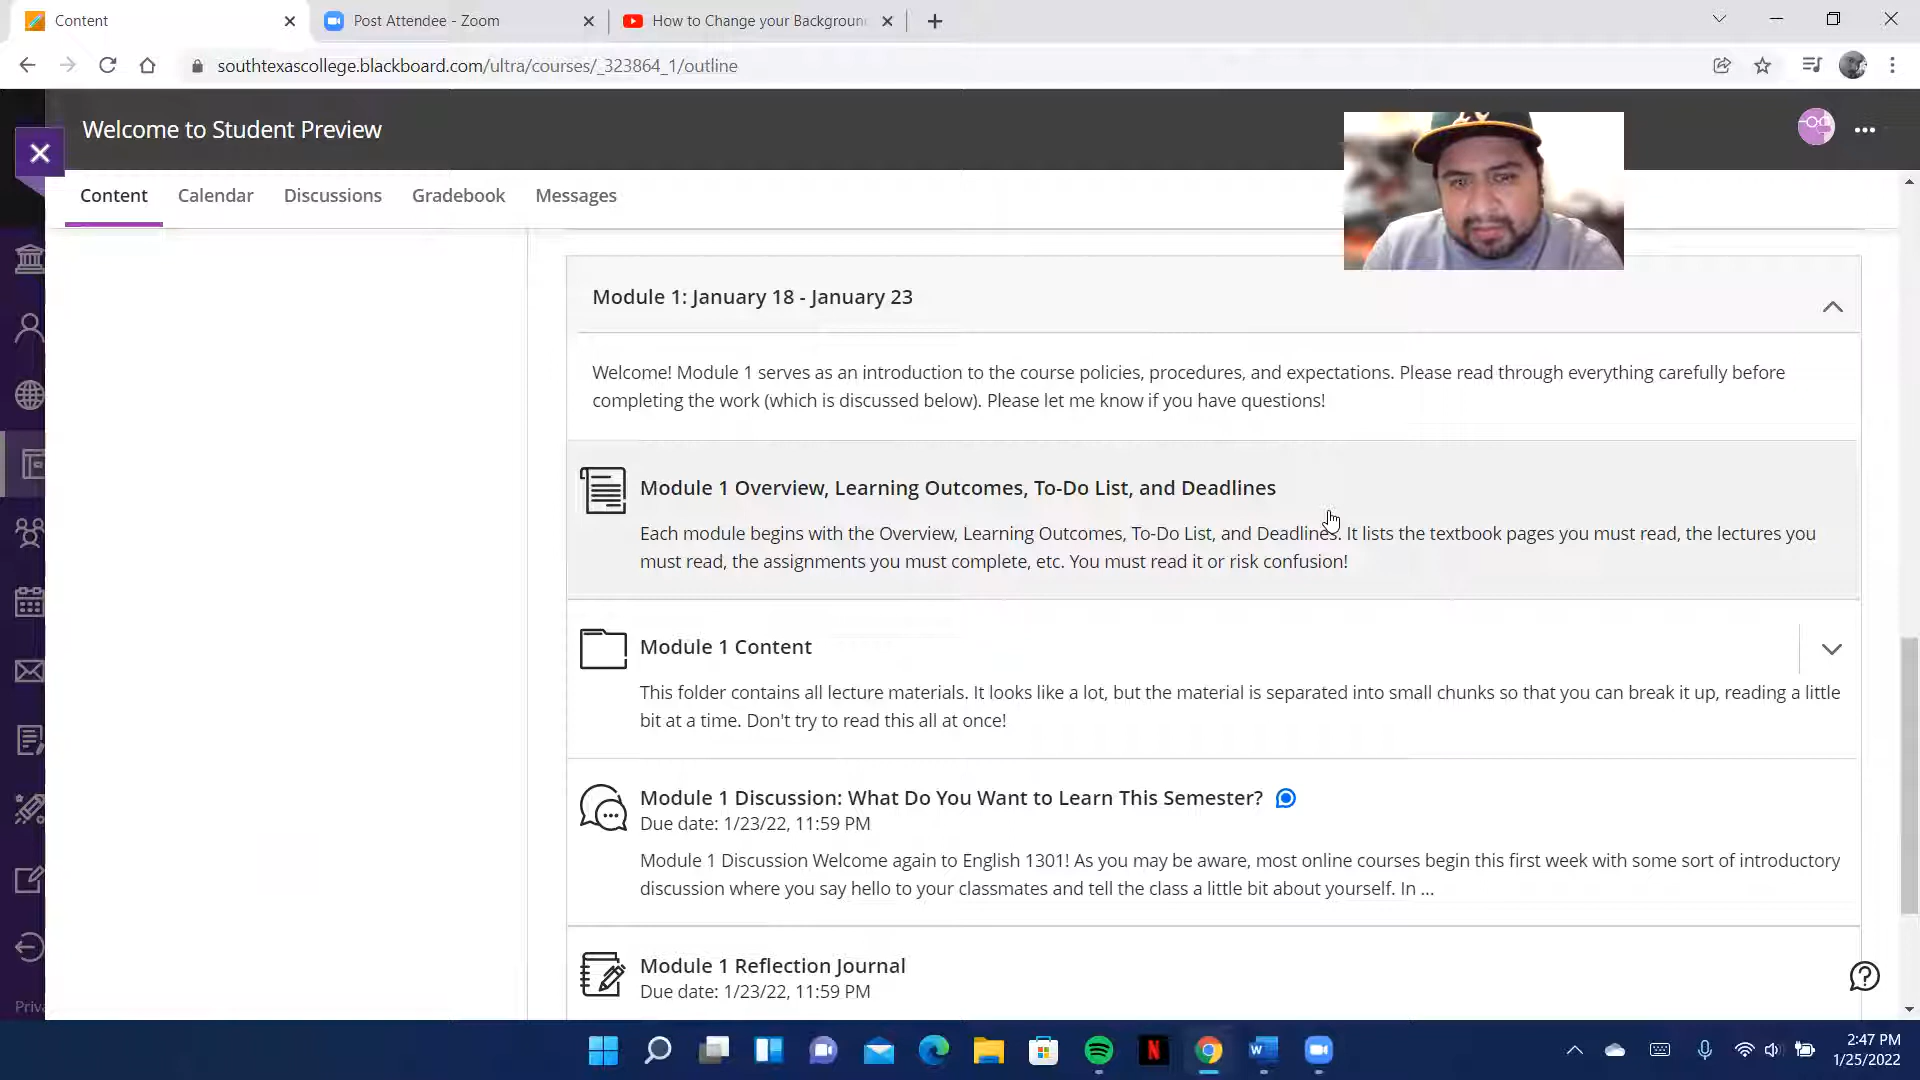 Content
Post Attendee - Zoom
How to Change your Backgroun
southtexascollege.blackboard.com/ultra/courses/_323864_1/outline
Welcome to Student Preview
Content Calendar Discussions Gradebook Messages
Module 1: January 18 - January 23
Welcome! Module 1 serves as an introduction to the course policies, procedures, and expectations. Please read through everything carefully before
completing the work (which is discussed below). Please let me know if you have questions!
Module 1 Overview, Learning Outcomes, To-Do List, and Deadlines
Each module begins with the Overview, Learning Outcomes, To-Do List, and Deadlines. It lists the textbook pages you must read, the lectures you
must read, the assignments you must complete, etc. You must read it or risk confusion!
Module 1 Content
This folder contains all lecture materials. It looks like a lot, but the material is separated into small chunks so that you can break it up, reading a little
bit at a time. Don't try to read this all at once!
Module 1 Discussion: What Do You Want to Learn This Semester?
Due date: 1/23/22, 11:59 PM
Module 1 Discussion Welcome again to English 1301! As you may be aware, most online courses begin this first week with some sort of introductory
discussion where you say hello to your classmates and tell the class a little bit about yourself. In ...
Module 1 Reflection Journal
Due date: 1/23/22, 11:59 PM
Priva
2:47 PM
1/25/2022